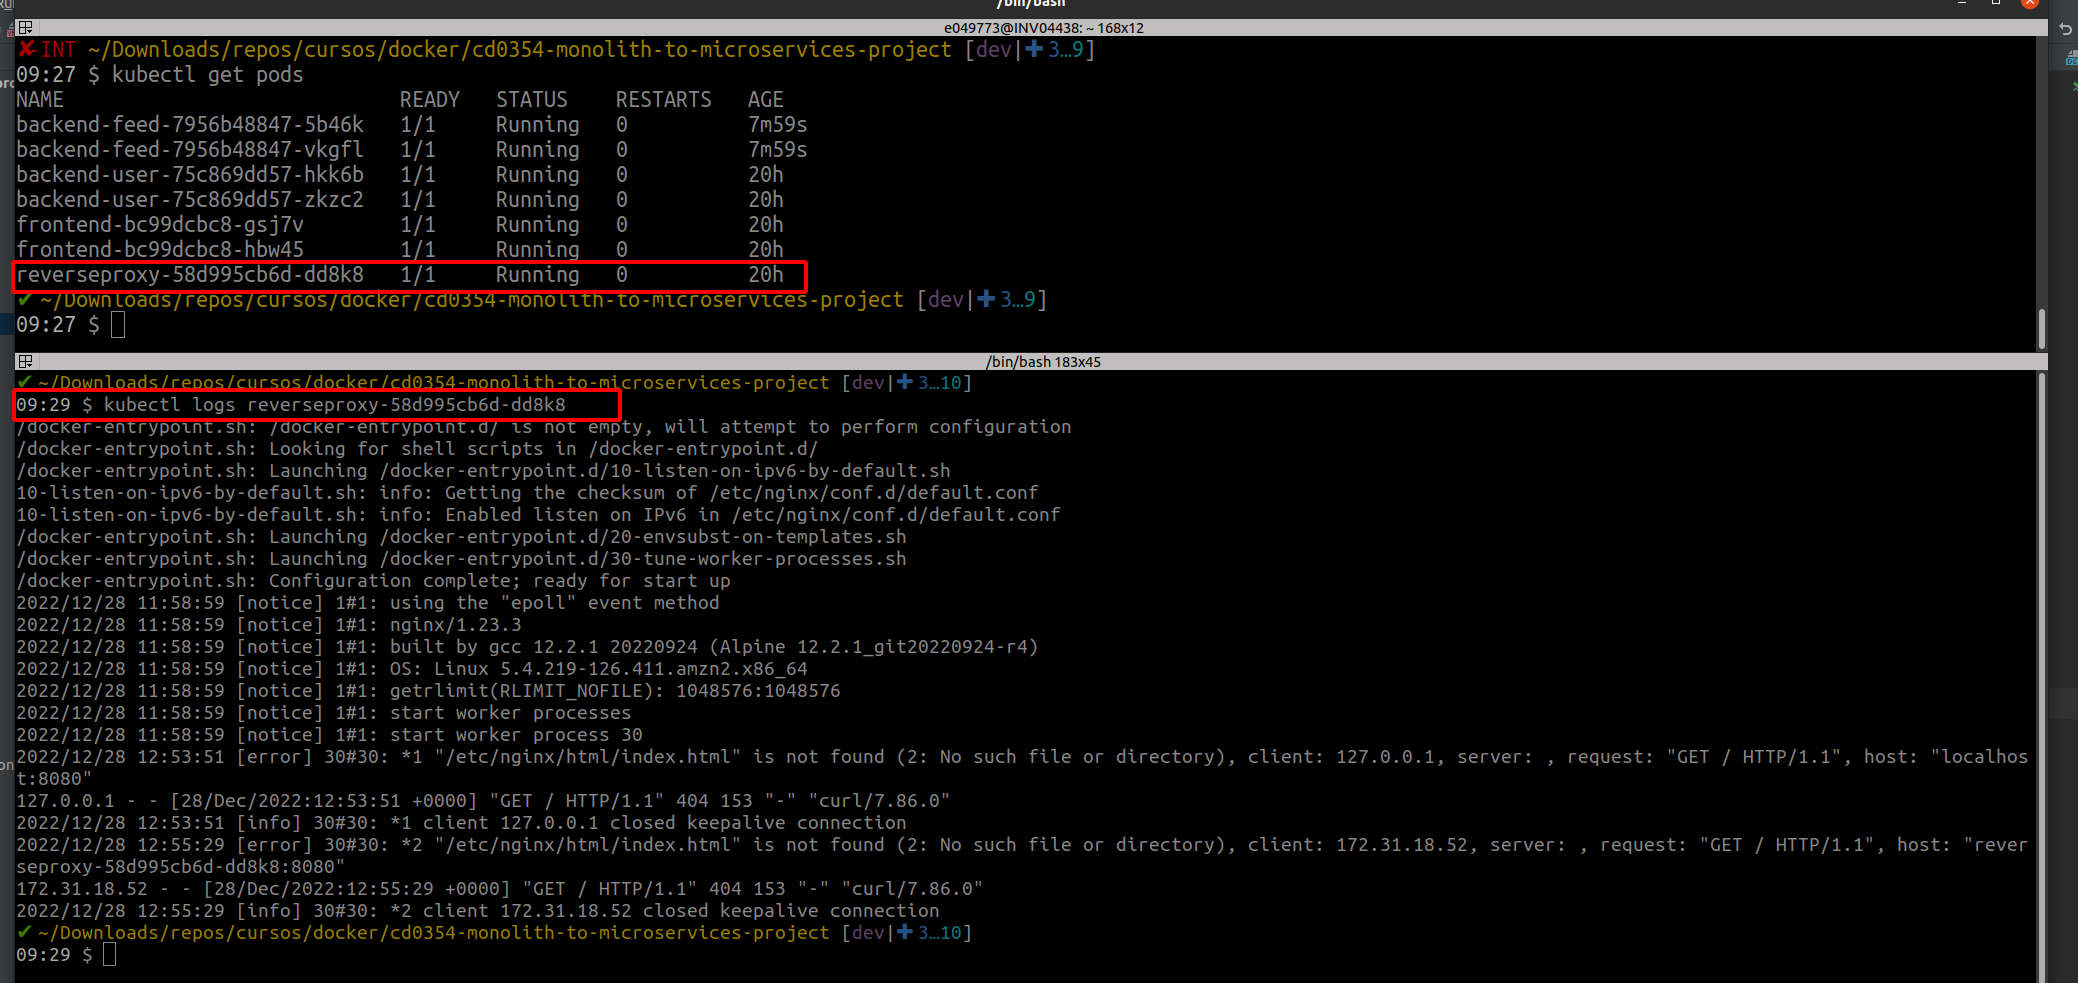 /bin/bash
e049773@INV04438: ~ 168x12
✘-INT ~/Downloads/repos/cursos/docker/cd0354-monolith-to-microservices-project [dev|✚ 3…9]
09:27 $ kubectl get pods
NAME READY STATUS RESTARTS AGE
backend-feed-7956b48847-5b46k 1/1 Running 0 7m59s
backend-feed-7956b48847-vkgfl 1/1 Running 0 7m59s
backend-user-75c869dd57-hkk6b 1/1 Running 0 20h
backend-user-75c869dd57-zkzc2 1/1 Running 0 20h
frontend-bc99dcbc8-gsj7v 1/1 Running 0 20h
frontend-bc99dcbc8-hbw45 1/1 Running 0 20h
reverseproxy-58d995cb6d-dd8k8 1/1 Running 0 20h
✔ ~/Downloads/repos/cursos/docker/cd0354-monolith-to-microservices-project [dev|✚ 3…9]
09:27 $
/bin/bash 183x45
✔ ~/Downloads/repos/cursos/docker/cd0354-monolith-to-microservices-project [dev|✚ 3…10]
09:29 $ kubectl logs reverseproxy-58d995cb6d-dd8k8
/docker-entrypoint.sh: /docker-entrypoint.d/ is not empty, will attempt to perform configuration
/docker-entrypoint.sh: Looking for shell scripts in /docker-entrypoint.d/
/docker-entrypoint.sh: Launching /docker-entrypoint.d/10-listen-on-ipv6-by-default.sh
10-listen-on-ipv6-by-default.sh: info: Getting the checksum of /etc/nginx/conf.d/default.conf
10-listen-on-ipv6-by-default.sh: info: Enabled listen on IPv6 in /etc/nginx/conf.d/default.conf
/docker-entrypoint.sh: Launching /docker-entrypoint.d/20-envsubst-on-templates.sh
/docker-entrypoint.sh: Launching /docker-entrypoint.d/30-tune-worker-processes.sh
/docker-entrypoint.sh: Configuration complete; ready for start up
2022/12/28 11:58:59 [notice] 1#1: using the "epoll" event method
2022/12/28 11:58:59 [notice] 1#1: nginx/1.23.3
2022/12/28 11:58:59 [notice] 1#1: built by gcc 12.2.1 20220924 (Alpine 12.2.1_git20220924-r4)
2022/12/28 11:58:59 [notice] 1#1: OS: Linux 5.4.219-126.411.amzn2.x86_64
2022/12/28 11:58:59 [notice] 1#1: getrlimit(RLIMIT_NOFILE): 1048576:1048576
2022/12/28 11:58:59 [notice] 1#1: start worker processes
2022/12/28 11:58:59 [notice] 1#1: start worker process 30
2022/12/28 12:53:51 [error] 30#30: *1 "/etc/nginx/html/index.html" is not found (2: No such file or directory), client: 127.0.0.1, server: , request: "GET / HTTP/1.1", host: "localhos
t:8080"
127.0.0.1 - - [28/Dec/2022:12:53:51 +0000] "GET / HTTP/1.1" 404 153 "-" "curl/7.86.0"
2022/12/28 12:53:51 [info] 30#30: *1 client 127.0.0.1 closed keepalive connection
2022/12/28 12:55:29 [error] 30#30: *2 "/etc/nginx/html/index.html" is not found (2: No such file or directory), client: 172.31.18.52, server: , request: "GET / HTTP/1.1", host: "rever
seproxy-58d995cb6d-dd8k8:8080"
172.31.18.52 - - [28/Dec/2022:12:55:29 +0000] "GET / HTTP/1.1" 404 153 "-" "curl/7.86.0"
2022/12/28 12:55:29 [info] 30#30: *2 client 172.31.18.52 closed keepalive connection
✔ ~/Downloads/repos/cursos/docker/cd0354-monolith-to-microservices-project [dev|✚ 3…10]
09:29 $